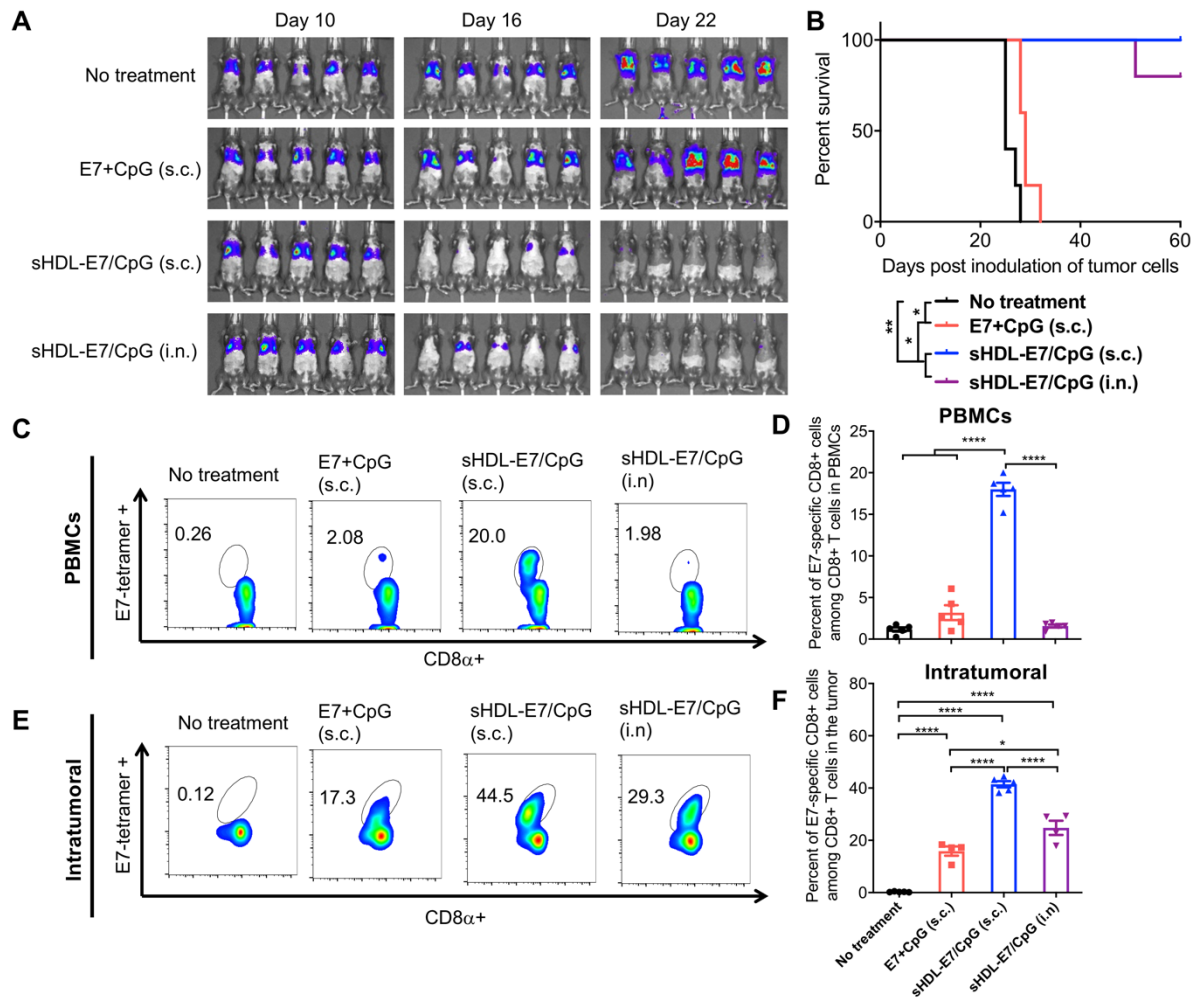 A
Day 10
Day 16
Day 22
No treatment
E7+CpG (s.c.)
sHDL-E7/CpG (s.c.)
sHDL-E7/CpG (i.n.)
B
Percent survival
100
50
0
0
20
40
60
Days post inodulation of tumor cells
No treatment
E7+CpG (s.c.)
sHDL-E7/CpG (s.c.)
sHDL-E7/CpG (i.n.)
**
*
*
C
PBMCs
E7-tetramer +
No treatment
E7+CpG
(s.c.)
sHDL-E7/CpG
(s.c.)
sHDL-E7/CpG
(i.n)
0.26
2.08
20.0
1.98
CD8α+
D
PBMCs
Percent of E7-specific CD8+ cells
among CD8+ T cells in PBMCs
25
20
15
10
5
0
****
****
E
Intratumoral
E7-tetramer +
No treatment
E7+CpG
(s.c.)
sHDL-E7/CpG
(s.c.)
sHDL-E7/CpG
(i.n)
0.12
17.3
44.5
29.3
CD8α+
F
Intratumoral
Percent of E7-specific CD8+ cells
among CD8+ T cells in the tumor
80
60
40
20
0
****
****
****
*
****
****
No treatment
E7+CpG (s.c.)
sHDL-E7/CpG (s.c.)
sHDL-E7/CpG (i.n)